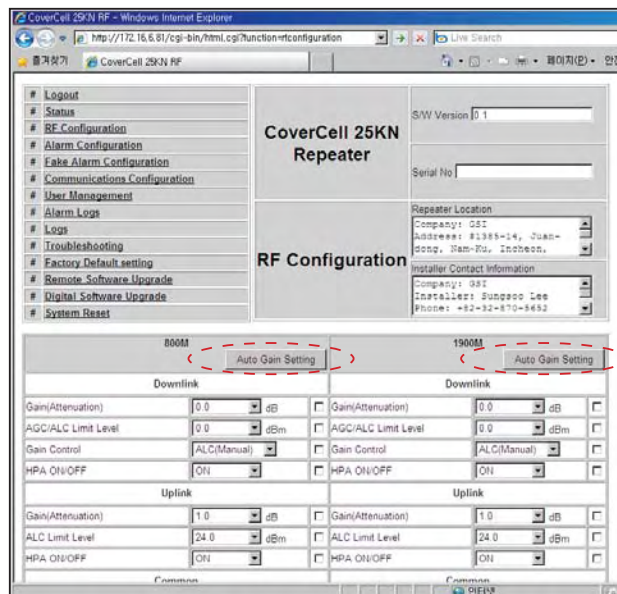 CoverCell 25KN RF - Windows Internet Explorer
http://172.16.6.81/cgi-bin/html.cgi?function=rfconfiguration
Live Search
즐겨찾기
CoverCell 25KN RF
페이지(P)
# Logout
# Status
# RF Configuration
# Alarm Configuration
# Fake Alarm Configuration
# Communications Configuration
# User Management
# Alarm Logs
# Logs
# Troubleshooting
# Factory Default setting
# Remote Software Upgrade
# Digital Software Upgrade
# System Reset
CoverCell 25KN
Repeater
S/W Version 0.1
Serial No
RF Configuration
Repeater Location
Company: GST
Address: #1385-14, Juan-
dong, Nam-Ku, Incheon,
Installer Contact Information
Company: GST
Installer: Sungsoo Lee
Phone: +82-32-870-5652
800M
Auto Gain Setting
1900M
Auto Gain Setting
Downlink
Downlink
Gain(Attenuation) 0.0 dB Gain(Attenuation) 0.0 dB
AGC/ALC Limit Level 0.0 dBm AGC/ALC Limit Level 0.0 dBm
Gain Control ALC(Manual) Gain Control ALC(Manual)
HPA ON/OFF ON HPA ON/OFF ON
Uplink
Uplink
Gain(Attenuation) 1.0 dB Gain(Attenuation) 1.0 dB
ALC Limit Level 24.0 dBm ALC Limit Level 24.0 dBm
HPA ON/OFF ON HPA ON/OFF ON
Common
Common